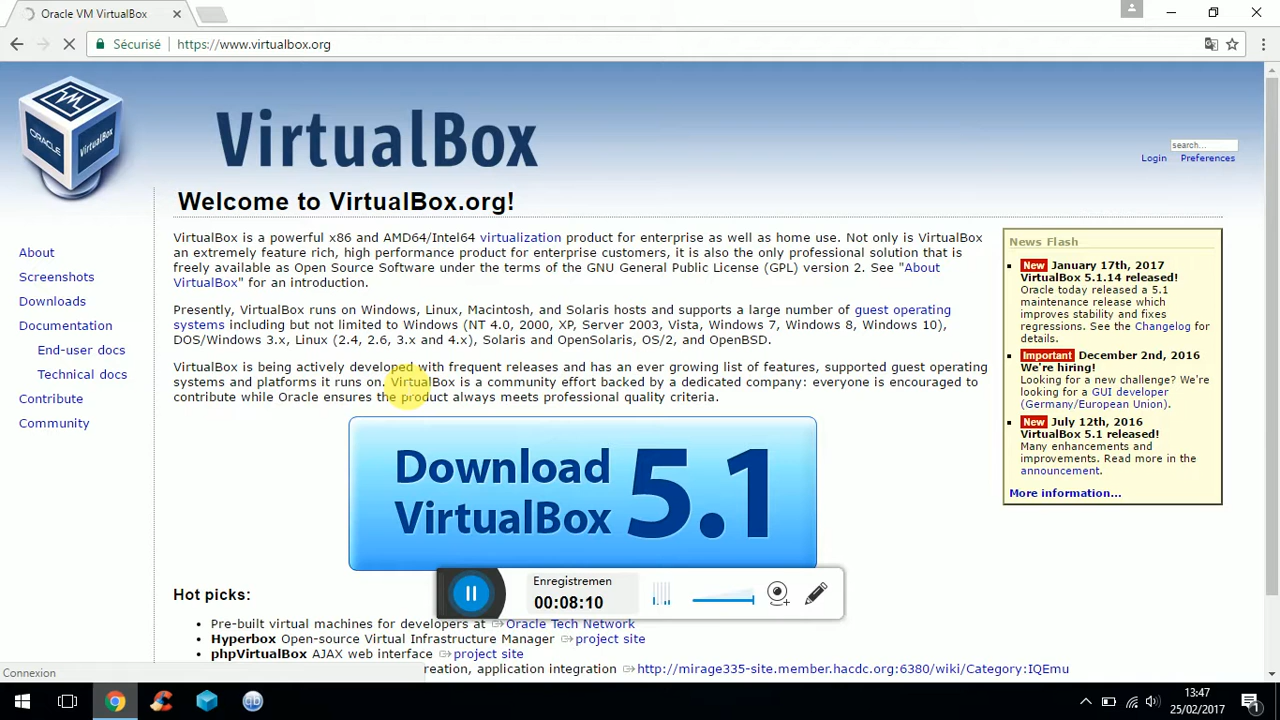 Oracle VM VirtualBox
Sécurisé
https://www.virtualbox.org
ORACLE
VirtualBox
VirtualBox
search...
Login Preferences
Welcome to VirtualBox.org!
About
Screenshots
Downloads
Documentation
End-user docs
Technical docs
Contribute
Community
VirtualBox is a powerful x86 and AMD64/Intel64 virtualization product for enterprise as well as home use. Not only is VirtualBox
an extremely feature rich, high performance product for enterprise customers, it is also the only professional solution that is
freely available as Open Source Software under the terms of the GNU General Public License (GPL) version 2. See "About
VirtualBox" for an introduction.
Presently, VirtualBox runs on Windows, Linux, Macintosh, and Solaris hosts and supports a large number of guest operating
systems including but not limited to Windows (NT 4.0, 2000, XP, Server 2003, Vista, Windows 7, Windows 8, Windows 10),
DOS/Windows 3.x, Linux (2.4, 2.6, 3.x and 4.x), Solaris and OpenSolaris, OS/2, and OpenBSD.
VirtualBox is being actively developed with frequent releases and has an ever growing list of features, supported guest operating
systems and platforms it runs on. VirtualBox is a community effort backed by a dedicated company: everyone is encouraged to
contribute while Oracle ensures the product always meets professional quality criteria.
Download
VirtualBox
5.1
News Flash
New January 17th, 2017
VirtualBox 5.1.14 released!
Oracle today released a 5.1
maintenance release which
improves stability and fixes
regressions. See the Changelog for
details.
Important December 2nd, 2016
We're hiring!
Looking for a new challenge? We're
looking for a GUI developer
(Germany/European Union).
New July 12th, 2016
VirtualBox 5.1 released!
Many enhancements and
improvements. Read more in the
announcement.
More information...
Hot picks:
Pre-built virtual machines for developers at Oracle Tech Network
Hyperbox Open-source Virtual Infrastructure Manager project site
phpVirtualBox AJAX web interface project site
reation, application integration http://mirage335-site.member.hacdc.org:6380/wiki/Category:IQEmu
Enregistremen
00:08:10
Connexion
13:47
25/02/2017
1